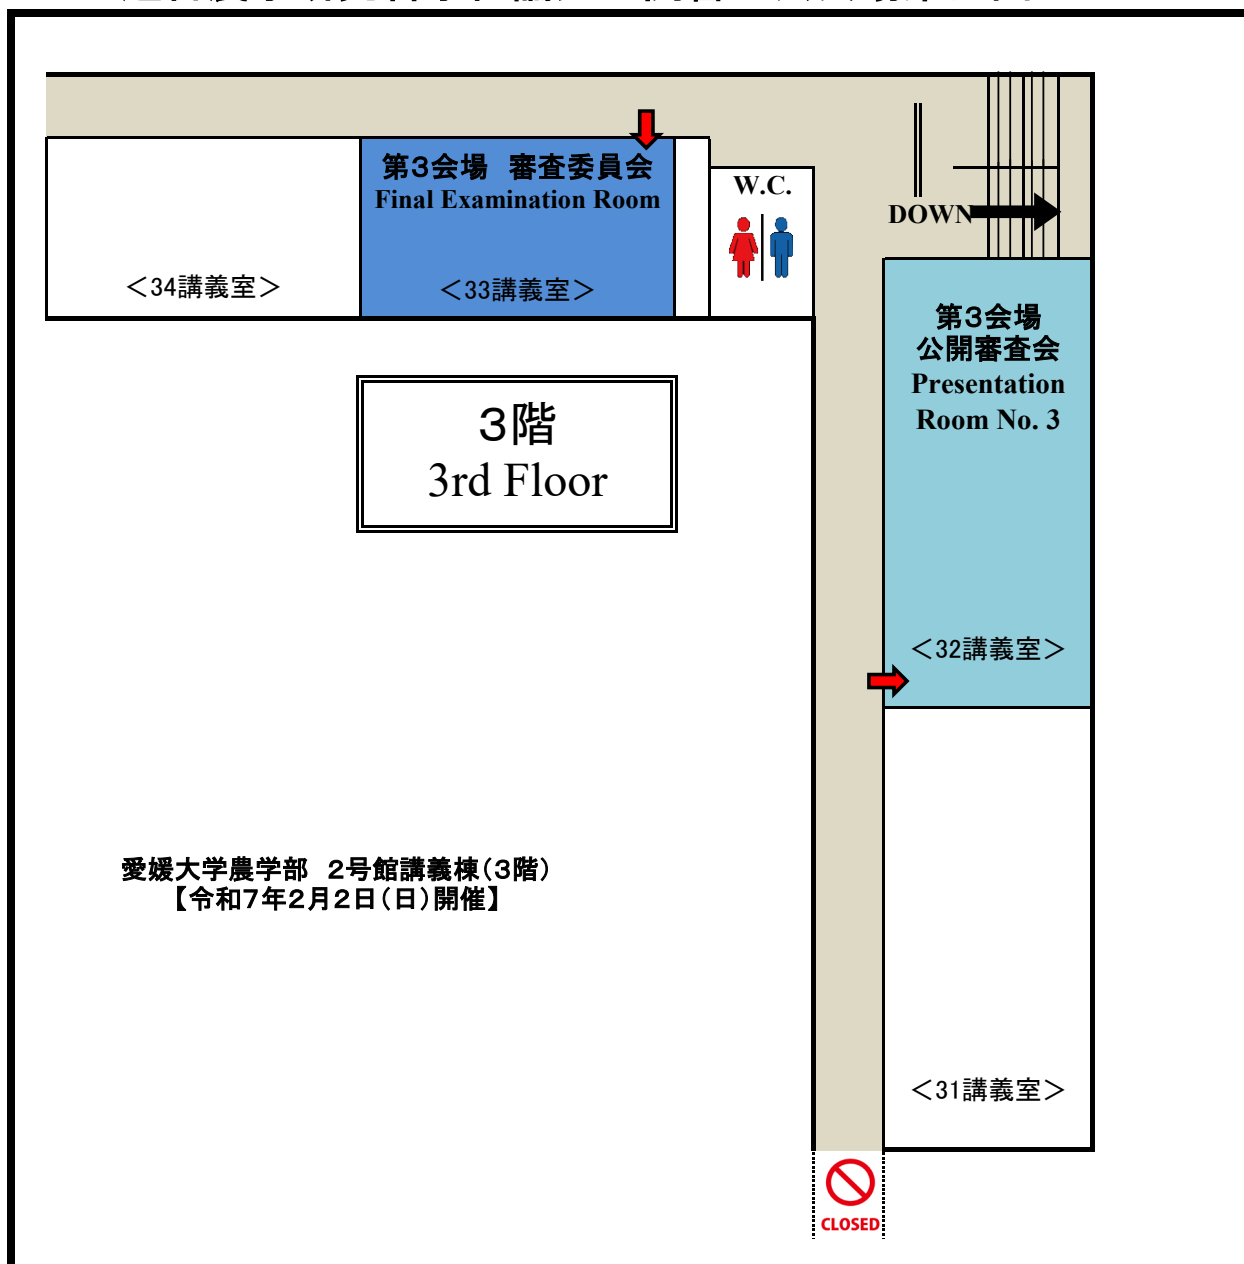 第3会場 審査委員会
Final Examination Room
W.C.
DOWN
<34講義室>
<33講義室>
第3会場
公開審査会
Presentation
Room No. 3
3階
3rd Floor
<32講義室>
愛媛大学農学部 2号館講義棟(3階)
【令和7年2月2日(日)開催】
<31講義室>
CLOSED